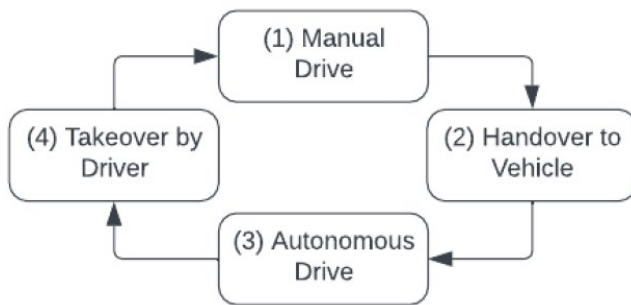 (1) Manual
Drive
(2) Handover to
Vehicle
(3) Autonomous
Drive
(4) Takeover by
Driver